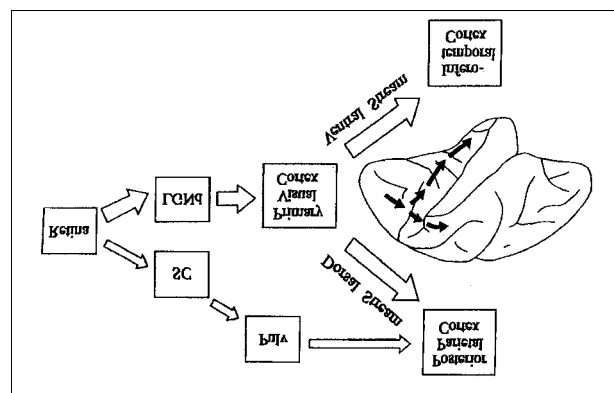 Posterior
Parietal
Cortex
Pulv
SC
Dorsal Stream
Retina
LGNd
Primary
Visual
Cortex
Ventral Stream
Infero-
temporal
Cortex